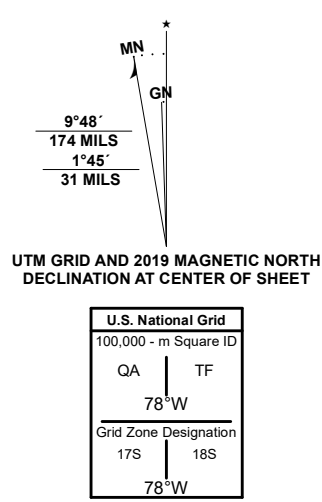 ★
MN
GN
9°48´
174 MILS
1°45´
31 MILS
UTM GRID AND 2019 MAGNETIC NORTH
DECLINATION AT CENTER OF SHEET
U.S. National Grid
100,000 - m Square ID
QA TF
78°W
Grid Zone Designation
17S 18S
78°W